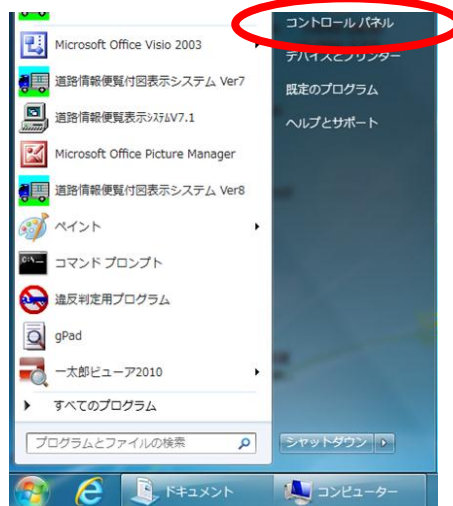 Microsoft Office Visio 2003
道路情報便覧付図表示システム Ver7
道路情報便覧表示ｼｽﾃﾑV7.1
Microsoft Office Picture Manager
道路情報便覧付図表示システム Ver8
ペイント
コマンド プロンプト
違反判定用プログラム
gPad
一太郎ビューア2010
すべてのプログラム
プログラムとファイルの検索
コントロール パネル
デバイスとプリンター
既定のプログラム
ヘルプとサポート
シャットダウン
ドキュメント
コンピューター